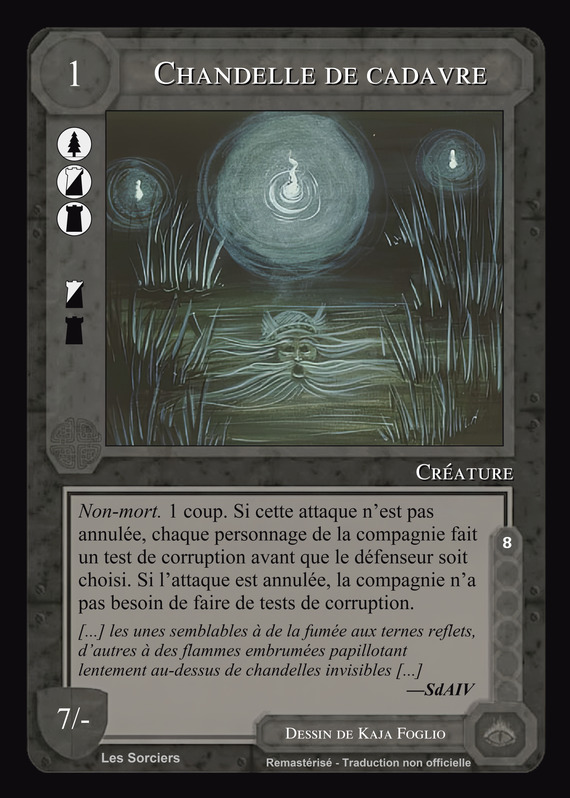 1
Chandelle de cadavre
Créature
Non-mort. 1 coup. Si cette attaque n'est pas
annulée, chaque personnage de la compagnie fait
un test de corruption avant que le défenseur soit
choisi. Si l'attaque est annulée, la compagnie n'a
pas besoin de faire de tests de corruption.
8
[...] les unes semblables à de la fumée aux ternes reflets,
d'autres à des flammes embrumées papillotant
lentement au-dessus de chandelles invisibles [...]
—SdAIV
7/-
Dessin de Kaja Foglio
Les Sorciers
Remastérisé - Traduction non officielle